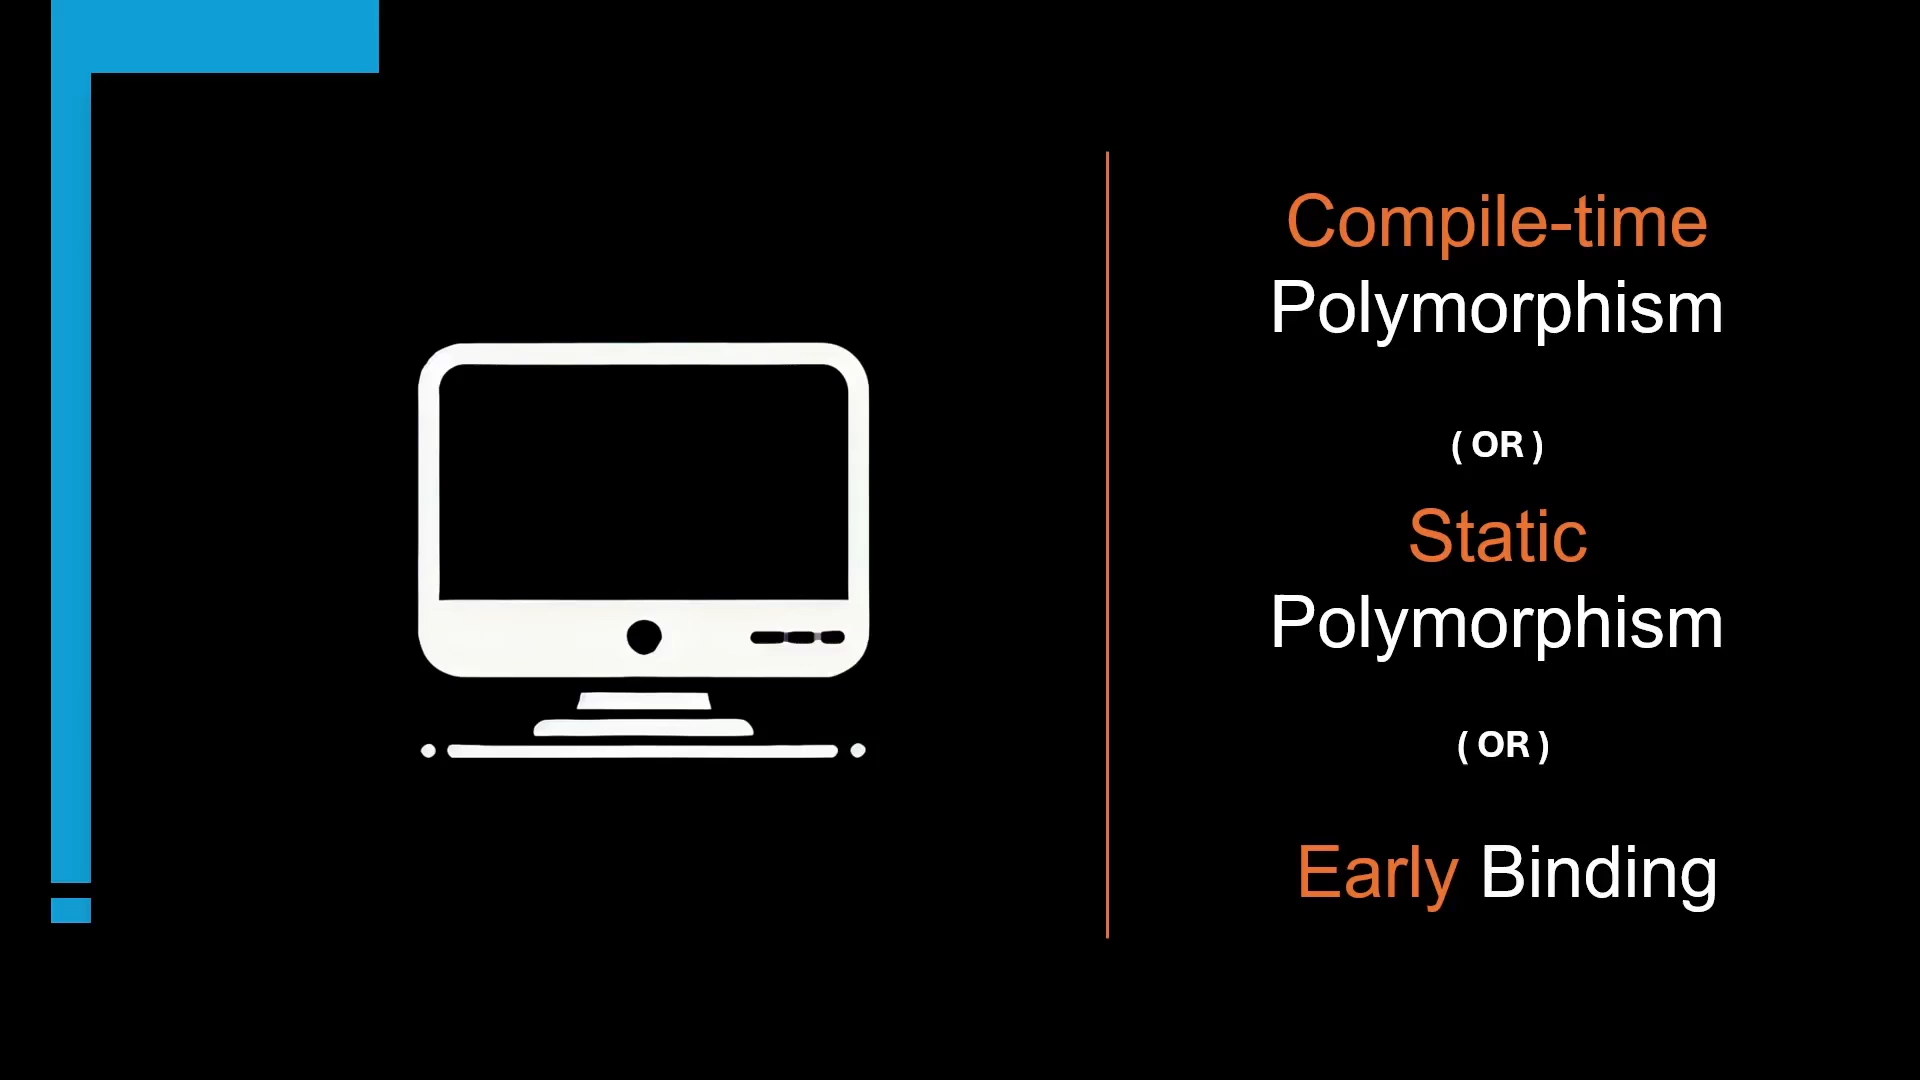 Compile-time
Polymorphism
( OR )
Static
Polymorphism
( OR )
Early Binding